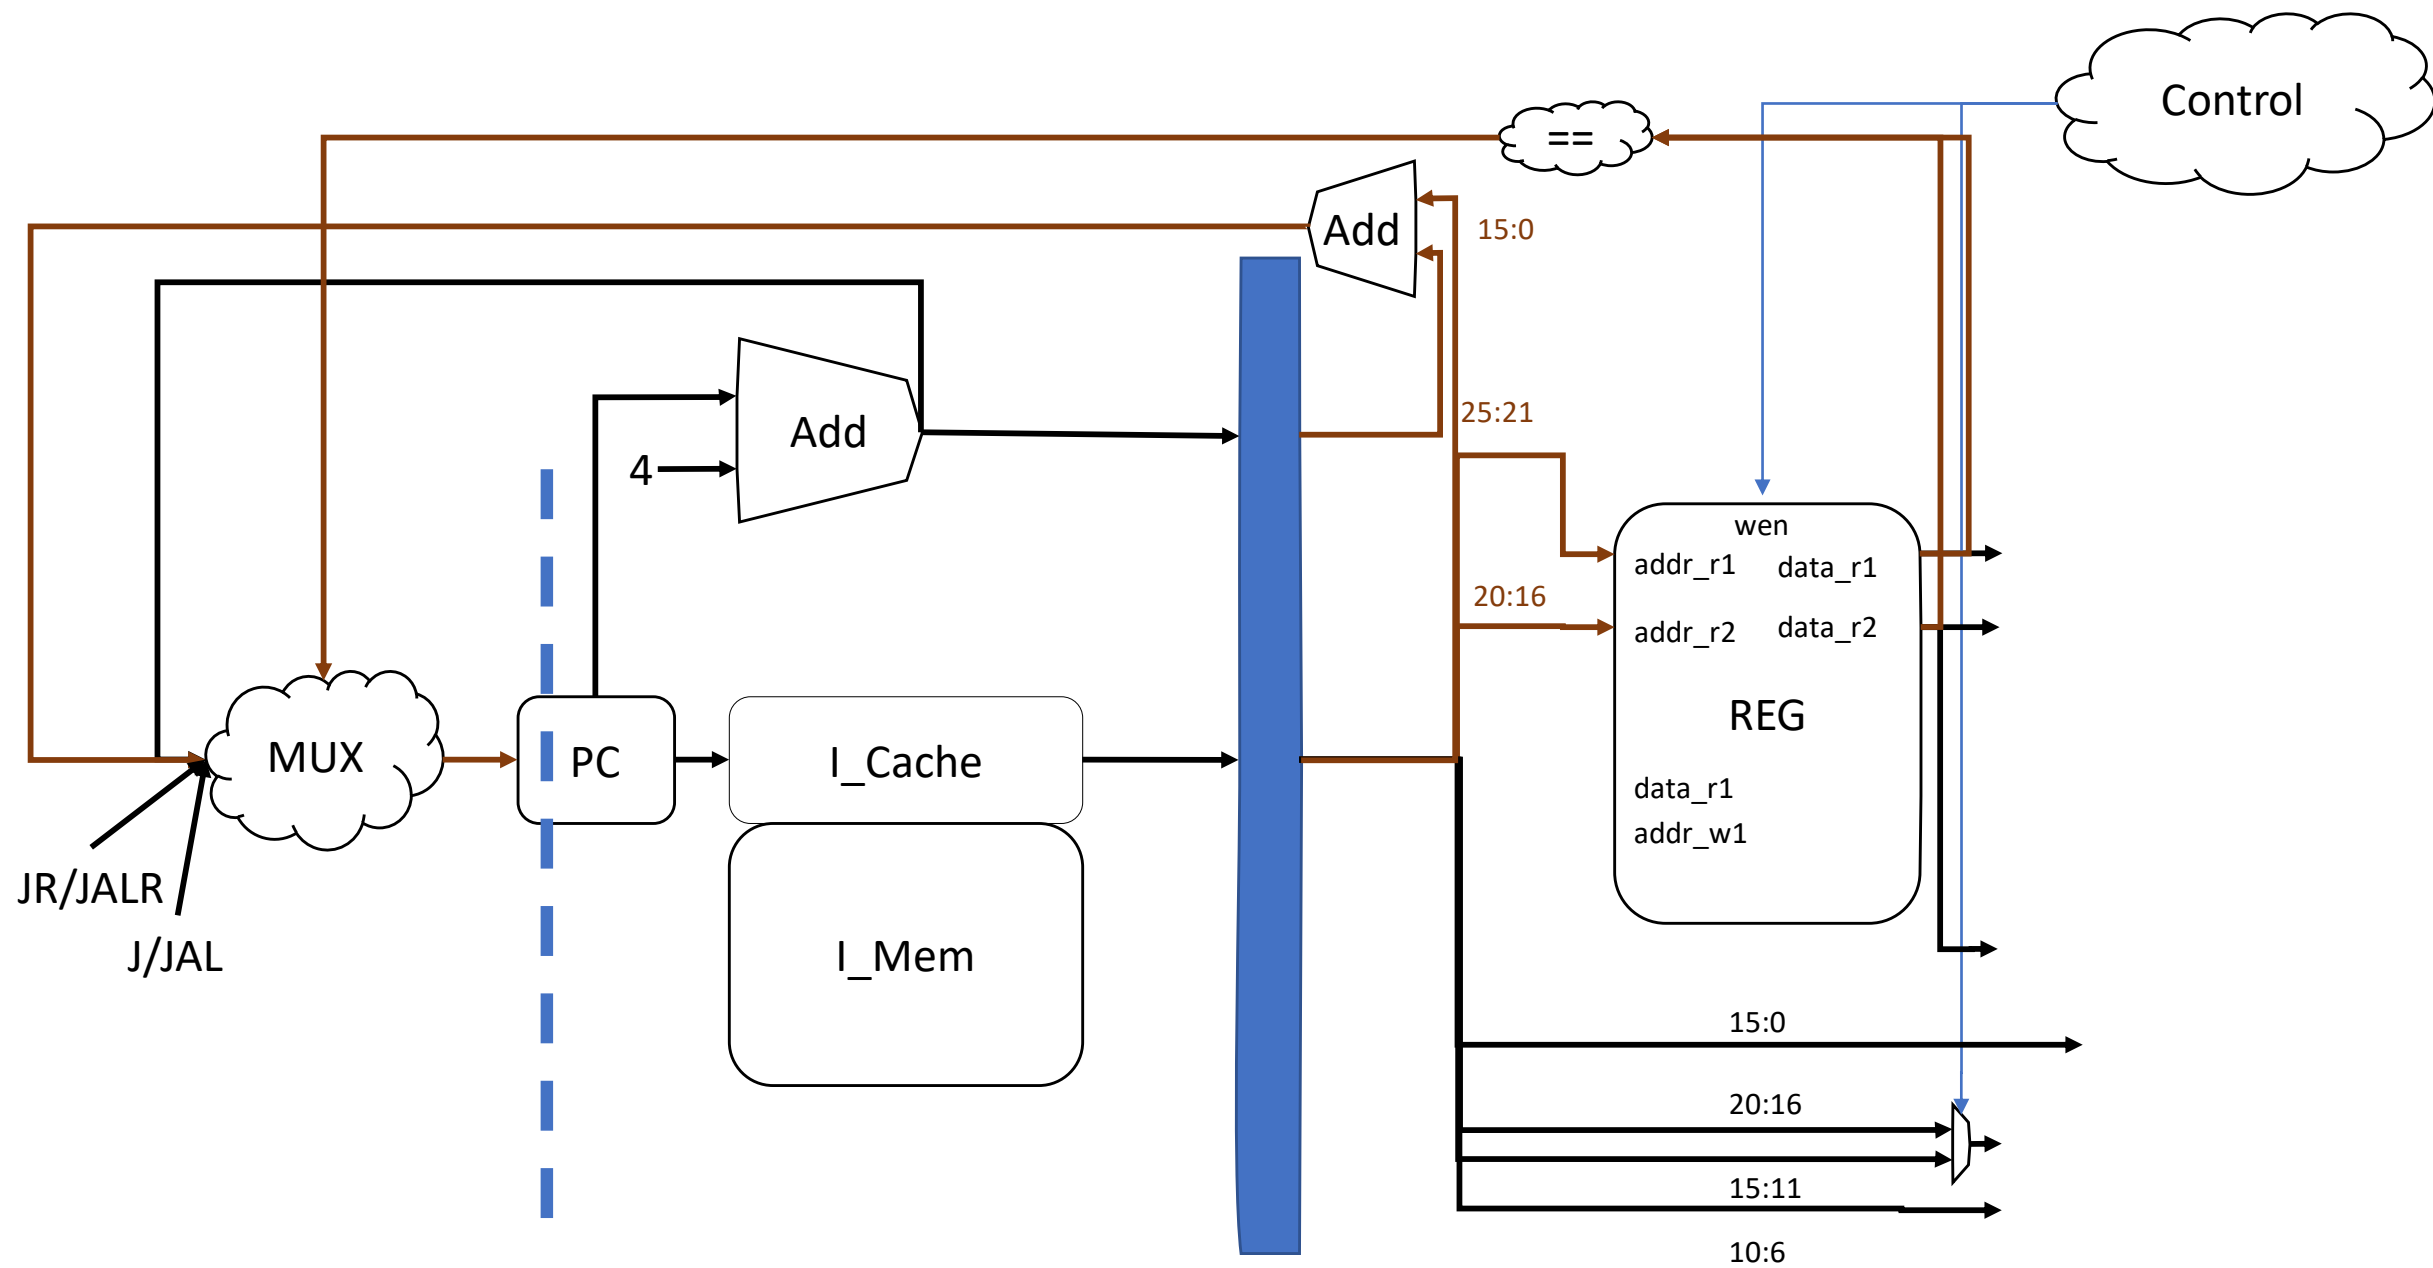 Control
==
Add
15:0
Add
25:21
4
wen
addr_r1
data_r1
20:16
addr_r2
data_r2
REG
MUX
PC
I_Cache
data_r1
addr_w1
JR/JALR
J/JAL
I_Mem
15:0
20:16
15:11
10:6